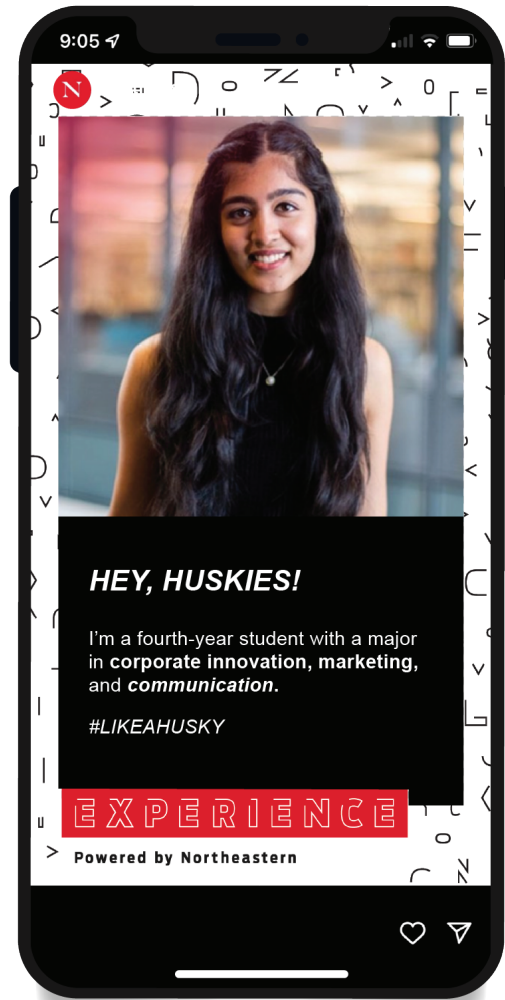 9:05
N
HEY, HUSKIES!
I'm a fourth-year student with a major
in corporate innovation, marketing,
and communication.
#LIKEAHUSKY
EXPERIENCE
Powered by Northeastern